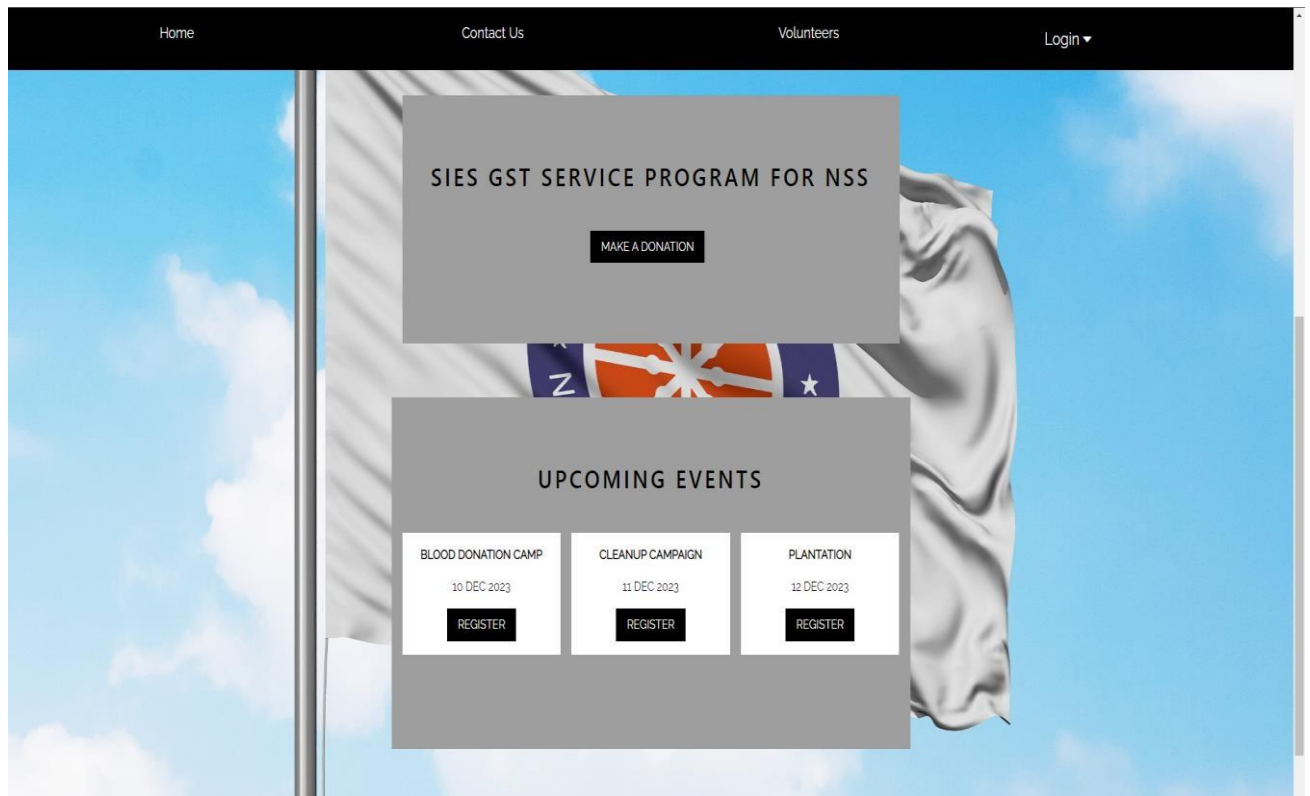 Home Contact Us Volunteers Login
SIES GST SERVICE PROGRAM FOR NSS
MAKE A DONATION
N
UPCOMING EVENTS
BLOOD DONATION CAMP CLEANUP CAMPAIGN PLANTATION
10 DEC 2023 11 DEC 2023 12 DEC 2023
REGISTER REGISTER REGISTER